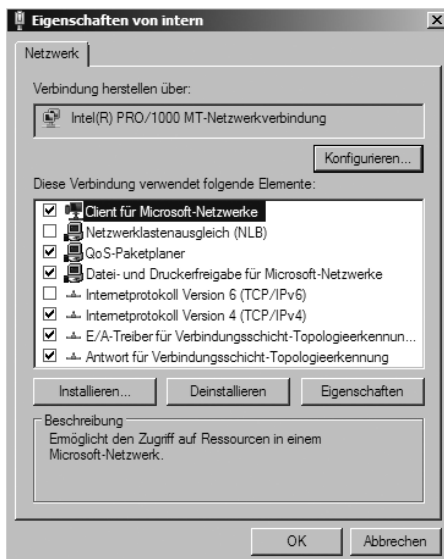 Eigenschaften von intern
Netzwerk
Verbindung herstellen über:
Intel(R) PRO/1000 MT-Netzwerkverbindung
Konfigurieren...
Diese Verbindung verwendet folgende Elemente:
Client für Microsoft-Netzwerke
Netzwerklastenausgleich (NLB)
QoS-Paketplaner
Datei- und Druckerfreigabe für Microsoft-Netzwerke
Internetprotokoll Version 6 (TCP/IPv6)
Internetprotokoll Version 4 (TCP/IPv4)
E/A-Treiber für Verbindungsschicht-Topologieerkennun...
Antwort für Verbindungsschicht-Topologieerkennung
Installieren... Deinstallieren Eigenschaften
Beschreibung
Ermöglicht den Zugriff auf Ressourcen in einem
Microsoft-Netzwerk.
OK Abbrechen